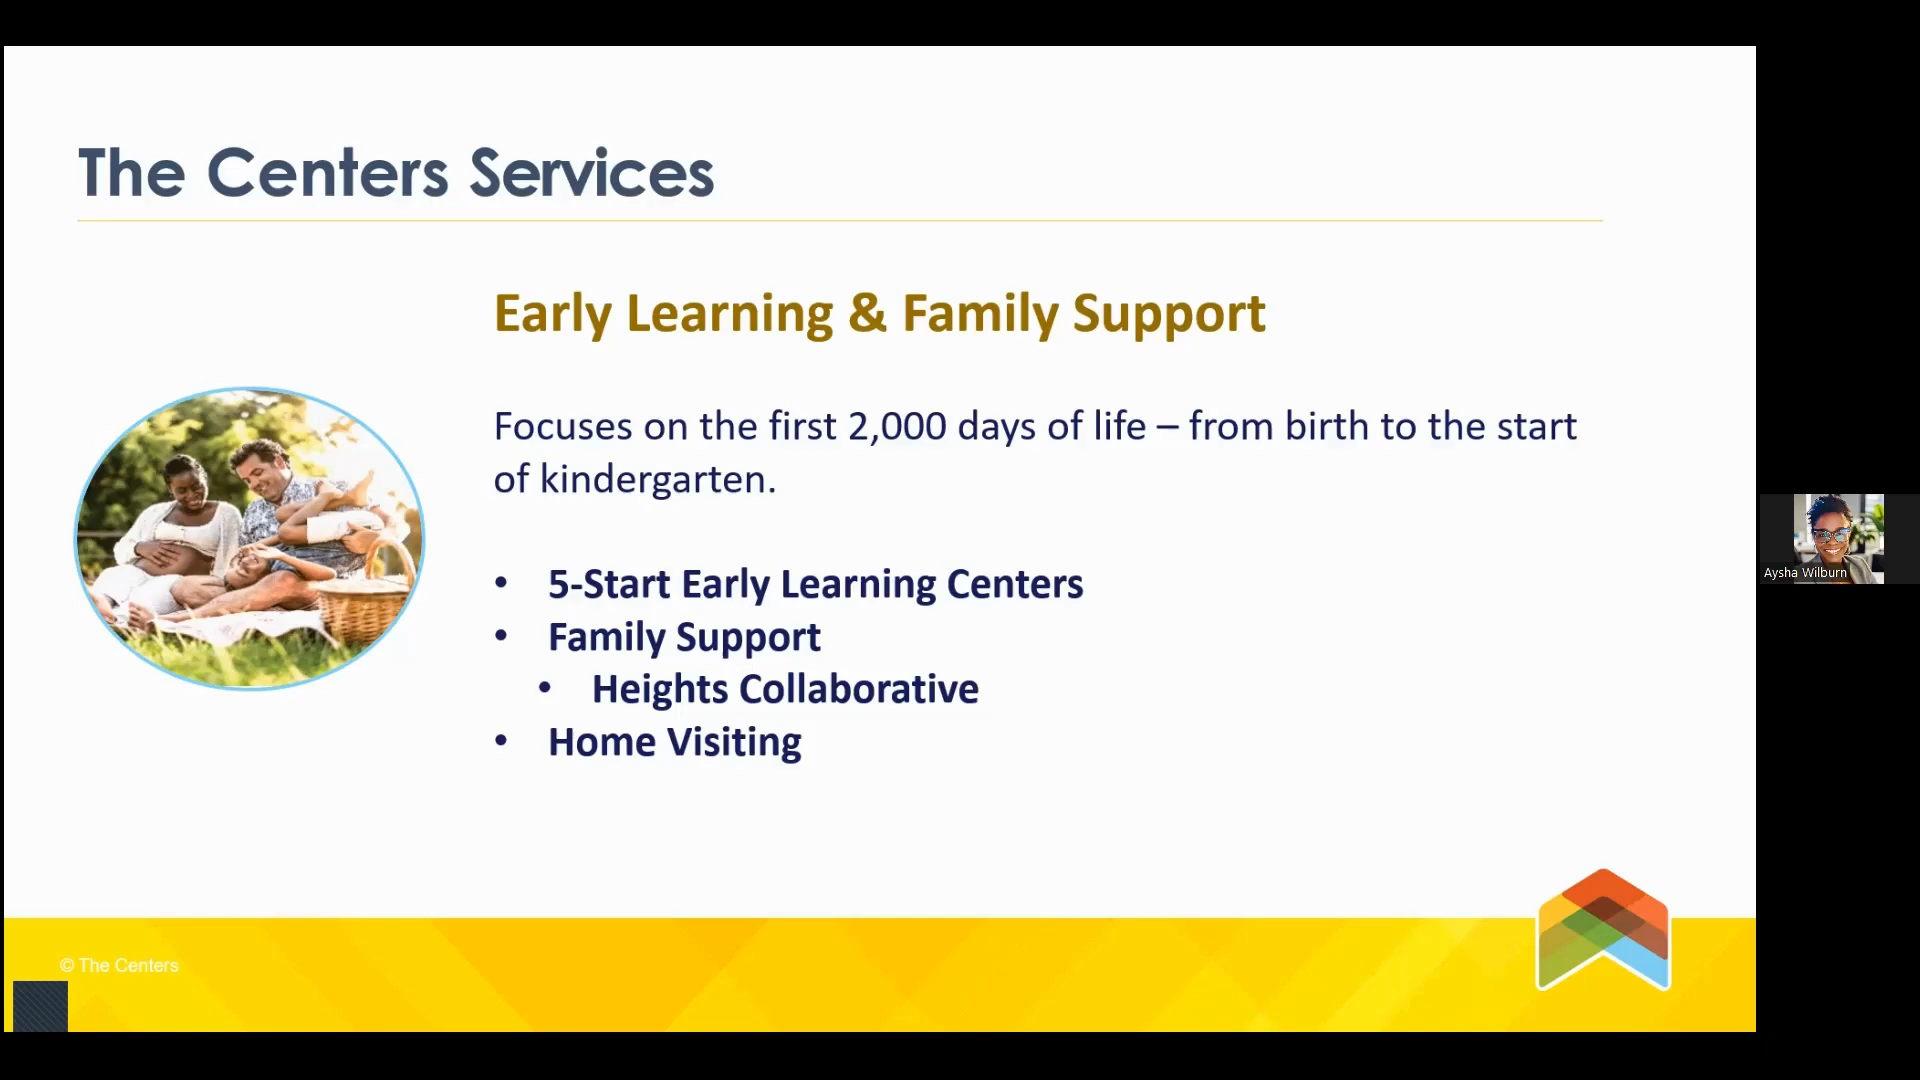 The Centers Services
Early Learning & Family Support
Focuses on the first 2,000 days of life – from birth to the start
of kindergarten.
• 5-Start Early Learning Centers
• Family Support
• Heights Collaborative
• Home Visiting
Aysha Wilburn
© The Centers